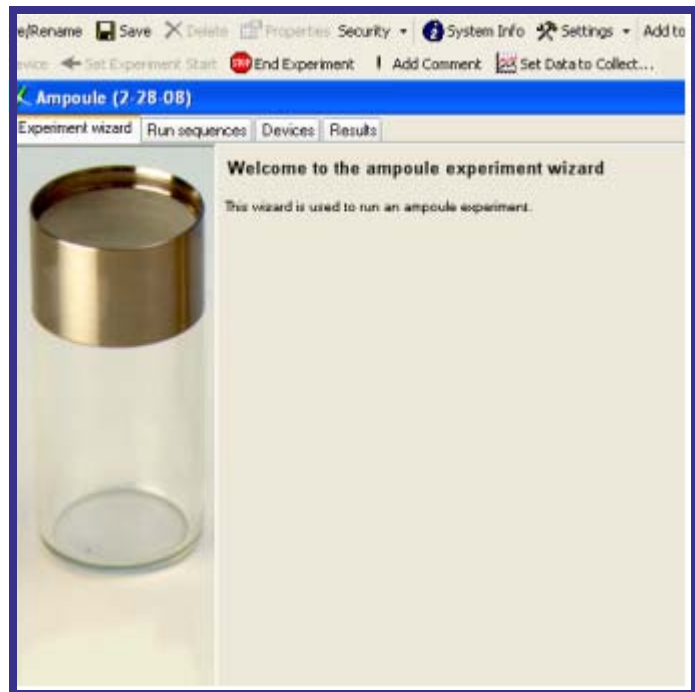 e/Rename Save Delete Properties Security System Info Settings Add to
evice Set Experiment Start STOP End Experiment Add Comment Set Data to Collect...
Ampoule (2-28-08)
Experiment wizard Run sequences Devices Results
Welcome to the ampoule experiment wizard
This wizard is used to run an ampoule experiment.